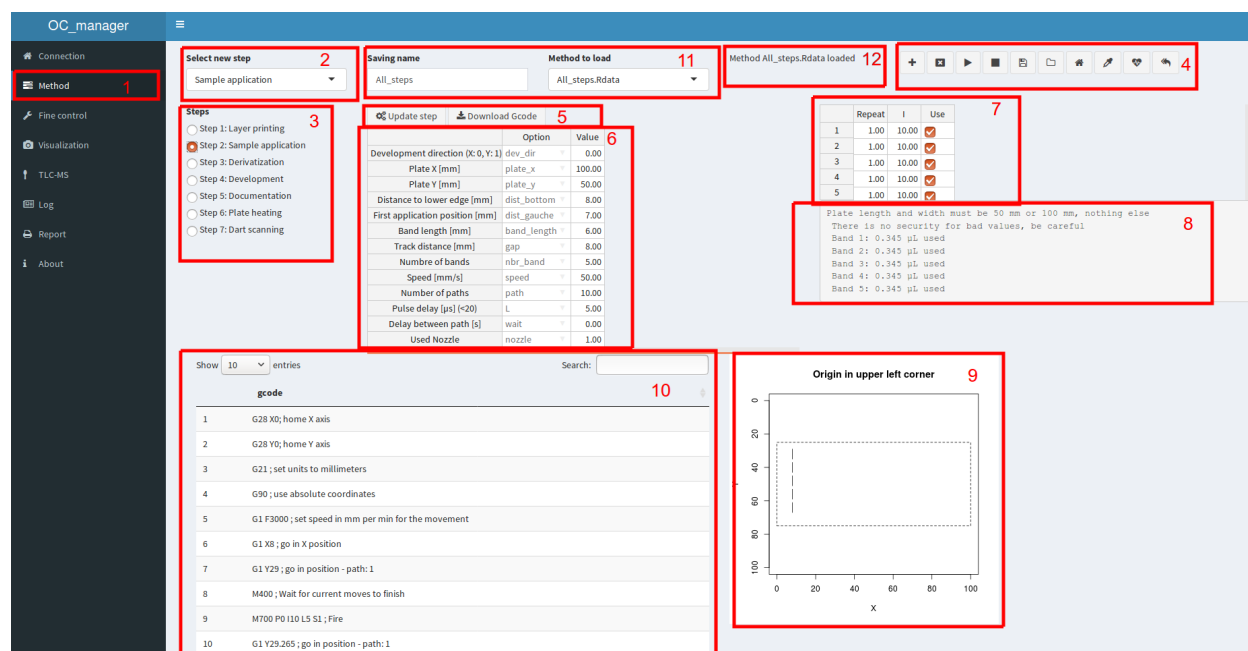 OC_manager
Connection
Method 1
Fine control
Visualization
TLC-MS
Log
Report
About
Select new step 2
Sample application
Saving name Method to load 11
All_steps All_steps.Rdata
Method All_steps.Rdata loaded 12
4
Steps
3
Step 1: Layer printing
Step 2: Sample application
Step 3: Derivatization
Step 4: Development
Step 5: Documentation
Step 6: Plate heating
Step 7: Dart scanning
Update step Download Gcode 5
6
Option Value
Development direction (X: 0, Y: 1) dev_dir 0.00
Plate X [mm] plate_x 100.00
Plate Y [mm] plate_y 50.00
Distance to lower edge [mm] dist_bottom 8.00
First application position [mm] dist_gauche 7.00
Band length [mm] band_length 6.00
Track distance [mm] gap 8.00
Numbre of bands nbr_band 5.00
Speed [mm/s] speed 50.00
Number of paths path 10.00
Pulse delay [µs] (<20) L 5.00
Delay between path [s] wait 0.00
Used Nozzle nozzle 1.00
7
Repeat I Use
1 1.00 10.00
2 1.00 10.00
3 1.00 10.00
4 1.00 10.00
5 1.00 10.00
Plate length and width must be 50 mm or 100 mm, nothing else
There is no security for bad values, be careful
8
Band 1: 0.345 µL used
Band 2: 0.345 µL used
Band 3: 0.345 µL used
Band 4: 0.345 µL used
Band 5: 0.345 µL used
Show 10 entries Search:
10
gcode
1 G28 X0; home X axis
2 G28 Y0; home Y axis
3 G21 ; set units to millimeters
4 G90 ; use absolute coordinates
5 G1 F3000 ; set speed in mm per min for the movement
6 G1 X8 ; go in X position
7 G1 Y29 ; go in position - path: 1
8 M400 ; Wait for current moves to finish
9 M700 P0 I10 L5 S1 ; Fire
10 G1 Y29.265 ; go in position - path: 1
Origin in upper left corner 9
0
20
40
60
80
100
0 20 40 60 80 100
X